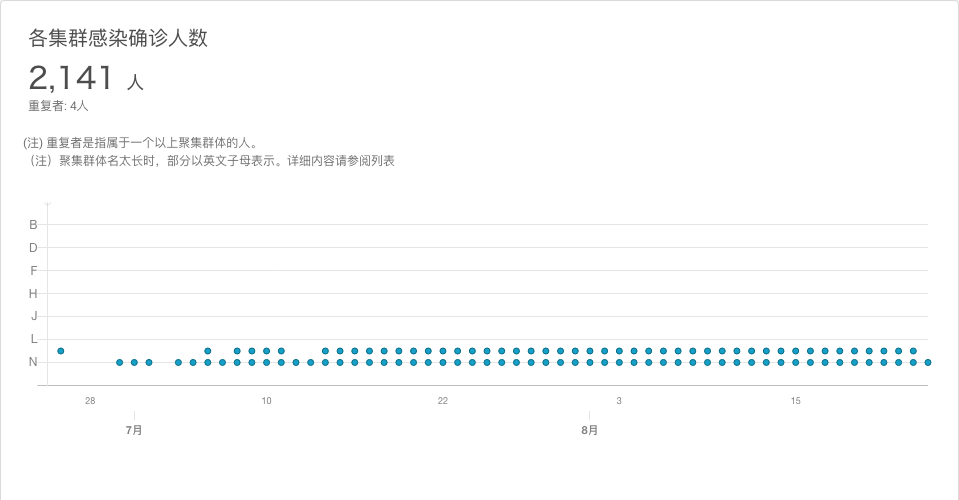 各集群感染确诊人数
2,141 人
重复者: 4人
(注) 重复者是指属于一个以上聚集群体的人。
（注）聚集群体名太长时，部分以英文子母表示。详细内容请参阅列表
B
D
F
H
J
L
N
28 10 22 3 15
7月 8月